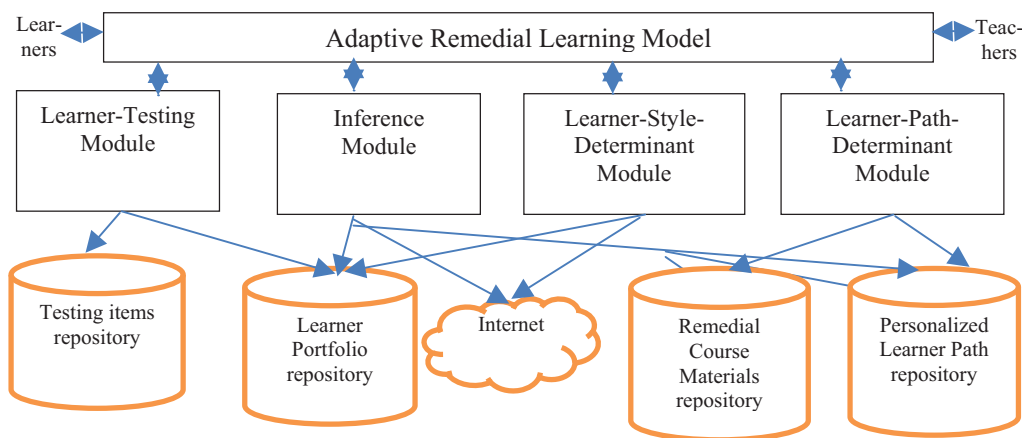 Lear-
ners
Adaptive Remedial Learning Model
Teac-
hers
Learner-Testing
Module
Inference
Module
Learner-Style-
Determinant
Module
Learner-Path-
Determinant
Module
Testing items
repository
Learner
Portfolio
repository
Internet
Remedial
Course
Materials
repository
Personalized
Learner Path
repository